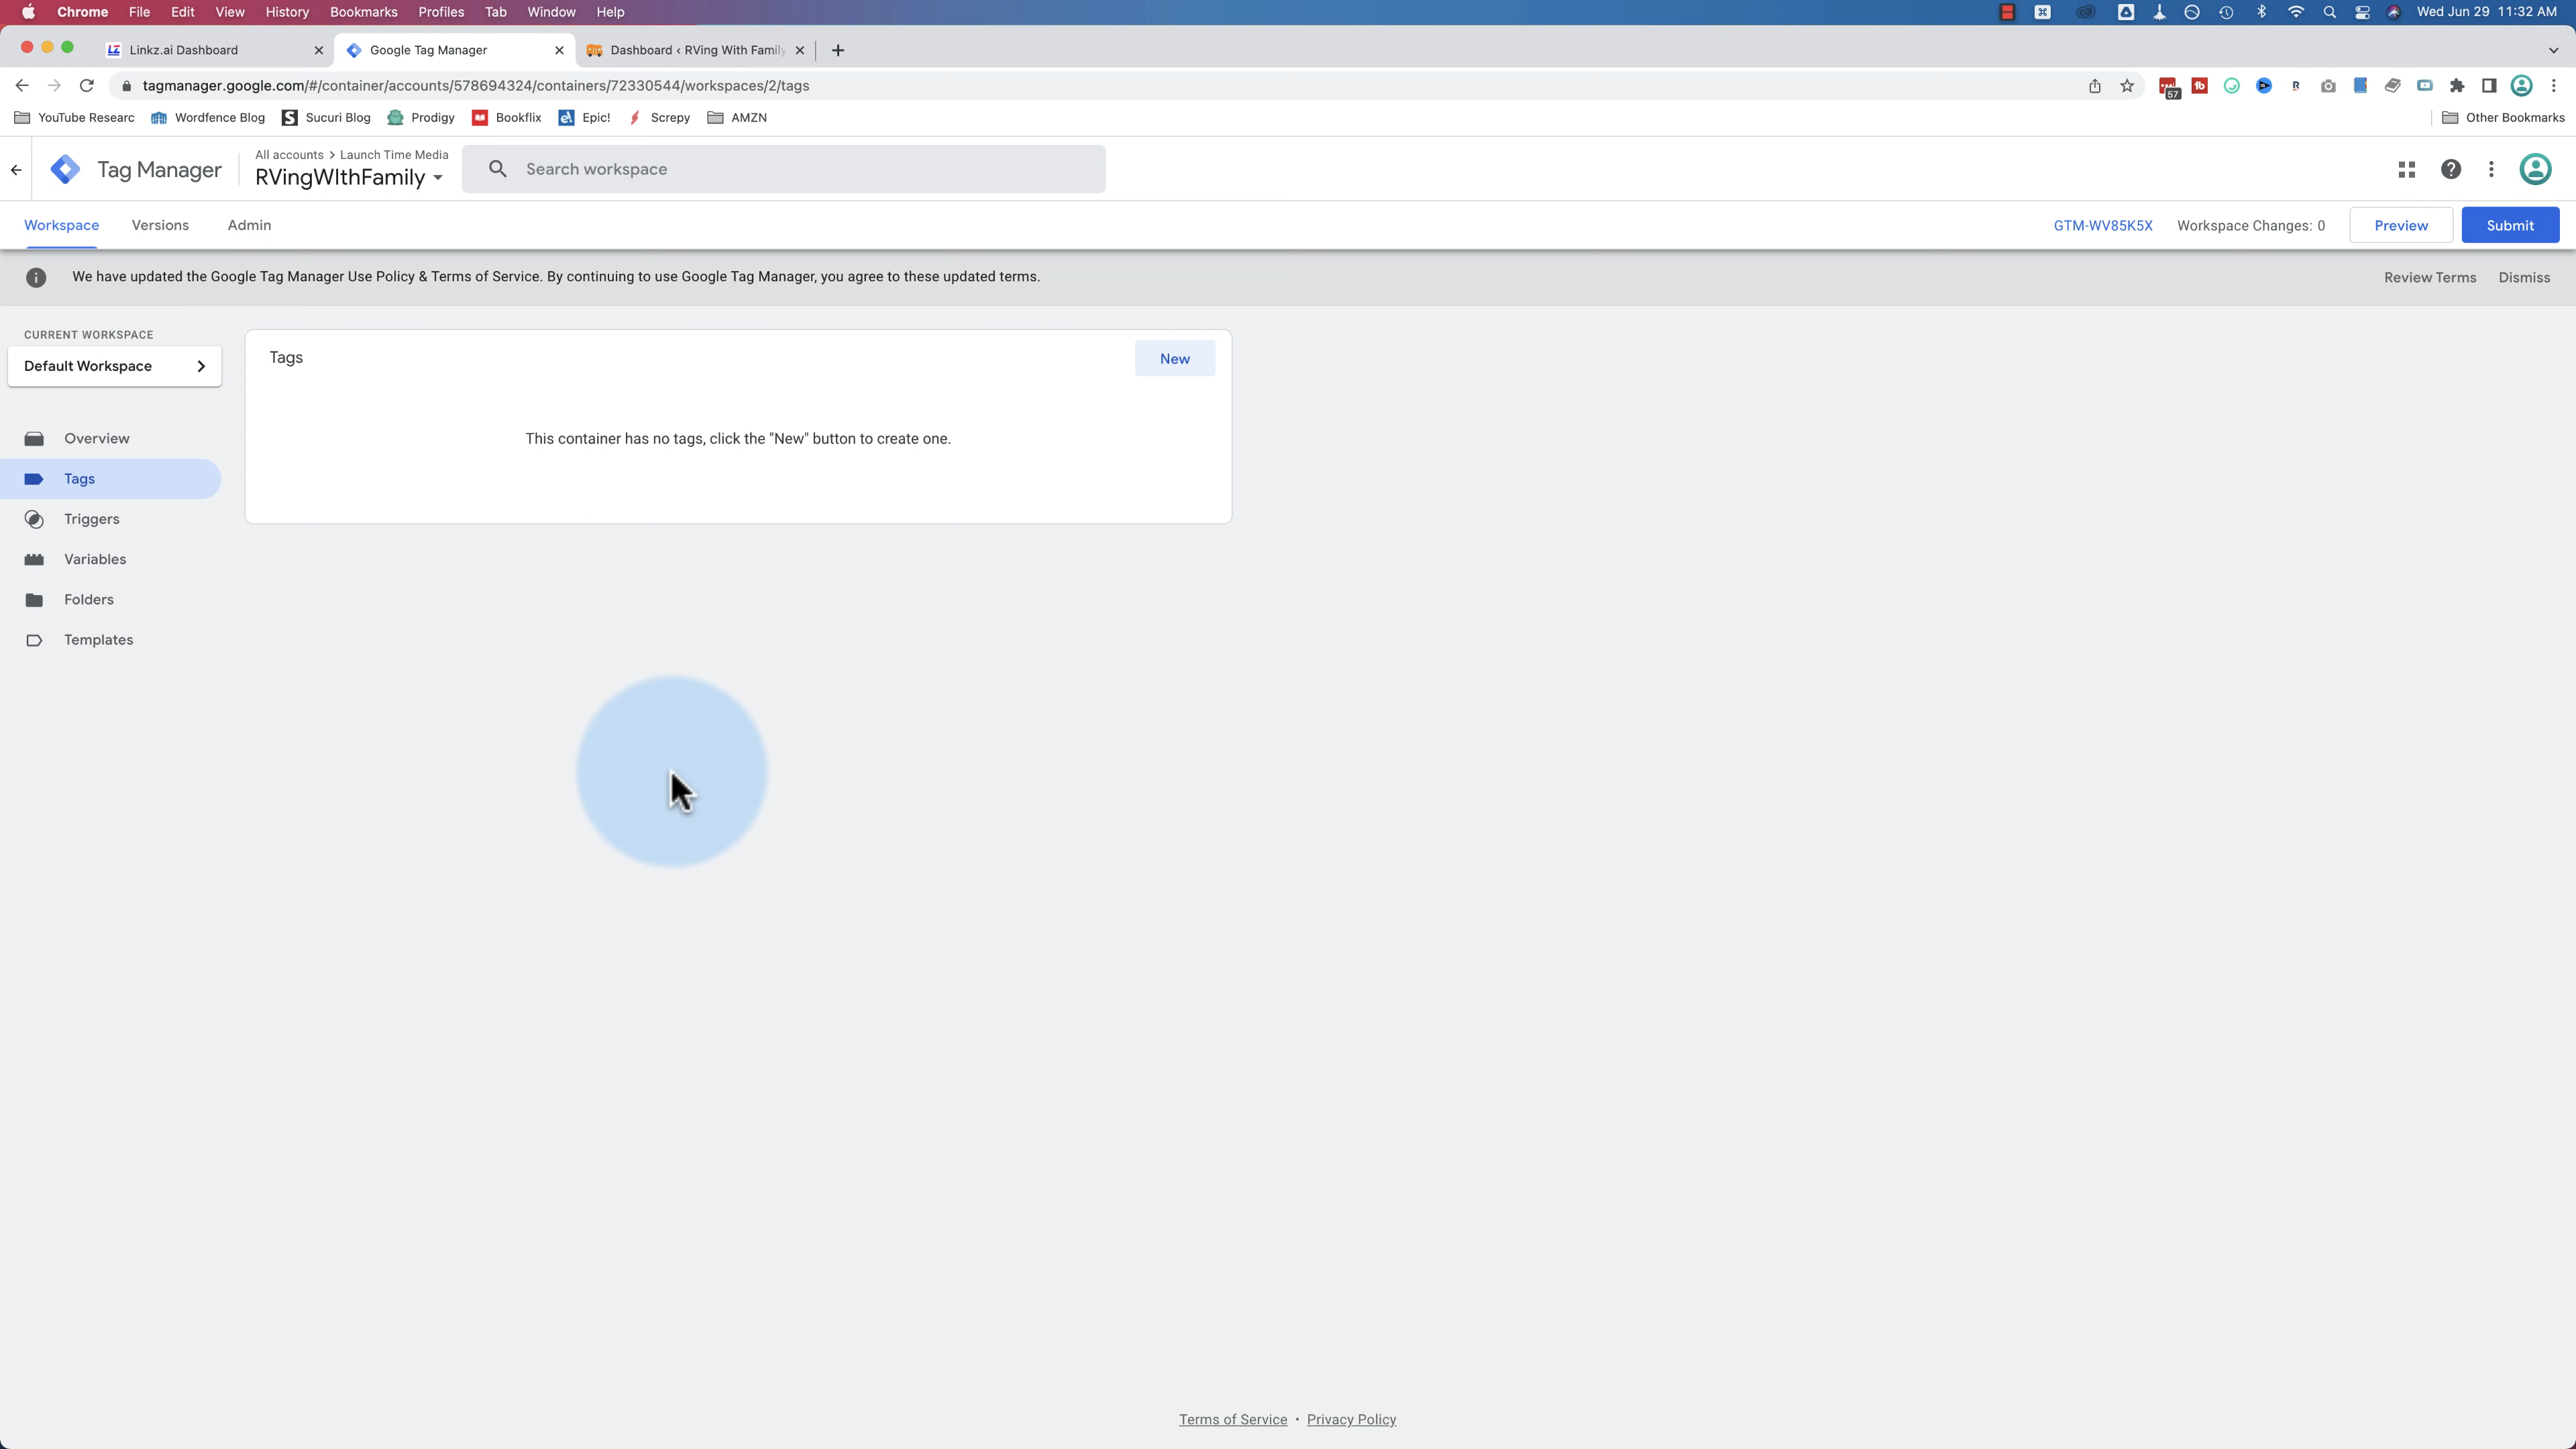 Chrome File Edit View History Bookmarks Profiles Tab Window Help Wed Jun 29 11:32 AM
Linkz.ai Dashboard Google Tag Manager Dashboard ‹ RVing With Family
tagmanager.google.com/#/container/accounts/578694324/containers/72330544/workspaces/2/tags
57
YouTube Researc Wordfence Blog Sucuri Blog Prodigy Bookflix Epic! Screpy AMZN Other Bookmarks
Tag Manager
All accounts > Launch Time Media
RVingWIthFamily
Search workspace
Workspace Versions Admin GTM-WV85K5X Workspace Changes: 0 Preview Submit
We have updated the Google Tag Manager Use Policy & Terms of Service. By continuing to use Google Tag Manager, you agree to these updated terms. Review Terms Dismiss
CURRENT WORKSPACE
Default Workspace
Tags New
This container has no tags, click the "New" button to create one.
Overview
Tags
Triggers
Variables
Folders
Templates
Terms of Service • Privacy Policy